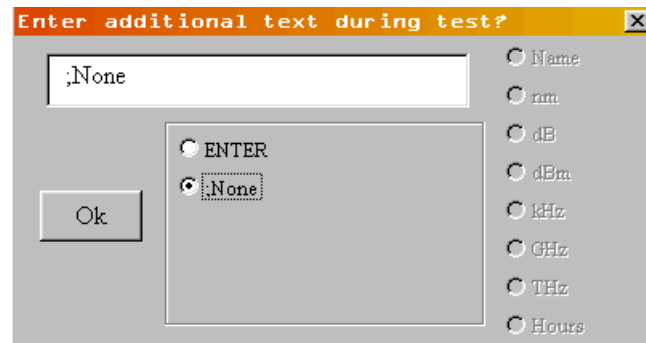 Enter additional text during test?
;None
ENTER
;None
Ok
Name
nm
dB
dBm
kHz
GHz
THz
Hours